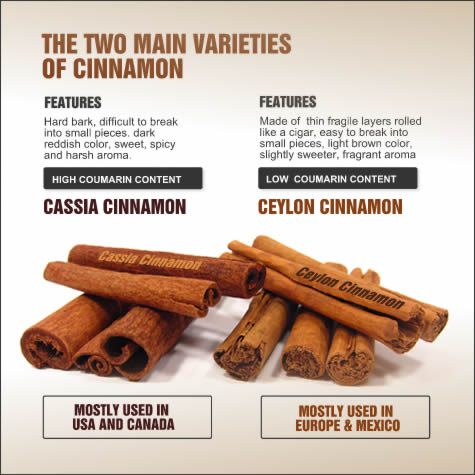 THE TWO MAIN VARIETIES
OF CINNAMON
FEATURES
Hard bark, difficult to break
into small pieces. dark
reddish color, sweet, spicy
and harsh aroma.
HIGH COUMARIN CONTENT
CASSIA CINNAMON
FEATURES
Made of thin fragile layers rolled
like a cigar, easy to break into
small pieces, light brown color,
slightly sweeter, fragrant aroma
LOW COUMARIN CONTENT
CEYLON CINNAMON
Cassia Cinnamon
Ceylon Cinnamon
MOSTLY USED IN
USA AND CANADA
MOSTLY USED IN
EUROPE & MEXICO